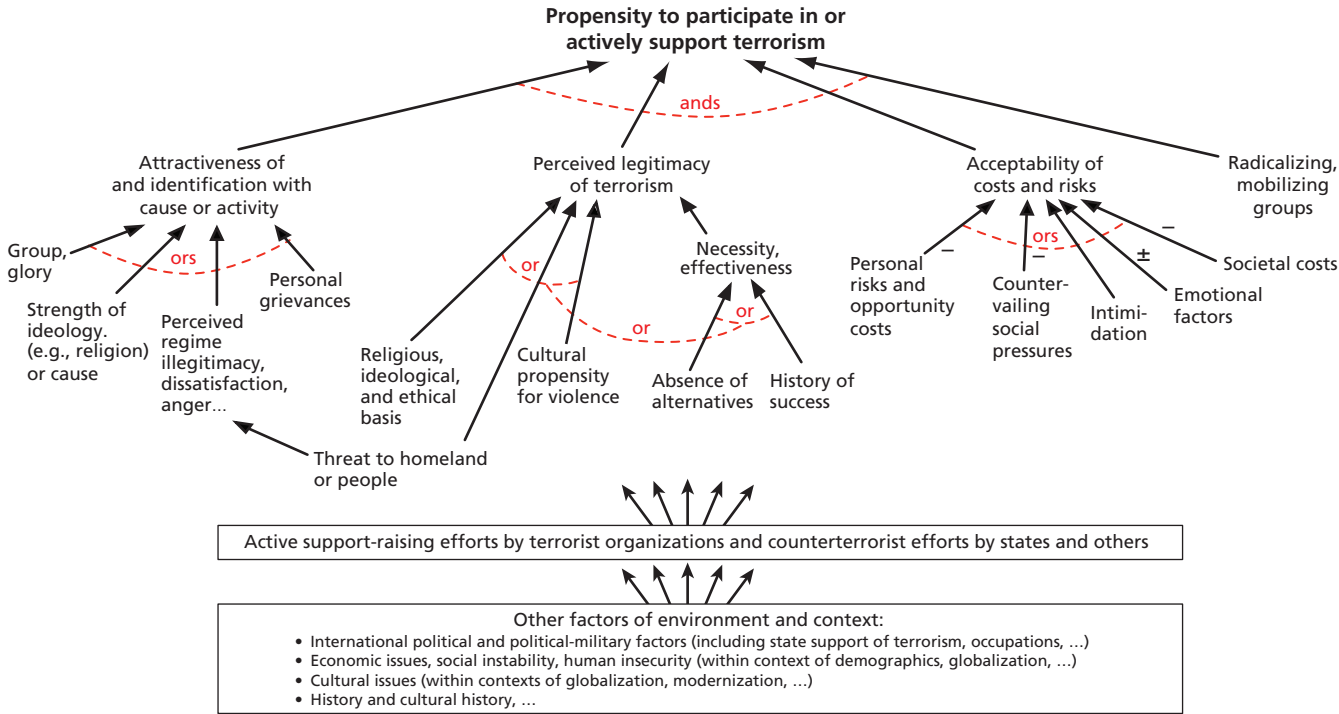 Propensity to participate in or
actively support terrorism
ands
Attractiveness of
and identification with
cause or activity
Perceived legitimacy
of terrorism
Acceptability of
costs and risks
Radicalizing,
mobilizing
groups
Group,
glory
ors
Personal
grievances
Strength of
ideology.
(e.g., religion)
or cause
Perceived
regime
illegitimacy,
dissatisfaction,
anger...
or
Necessity,
effectiveness
or
or
Religious,
ideological,
and ethical
basis
Cultural
propensity
for violence
Absence of
alternatives
History of
success
Threat to homeland
or people
–
ors
–
±
–
Personal
risks and
opportunity
costs
Counter-
vailing
social
pressures
Intimi-
dation
Emotional
factors
Societal costs
Active support-raising efforts by terrorist organizations and counterterrorist efforts by states and others
Other factors of environment and context:
• International political and political-military factors (including state support of terrorism, occupations, …)
• Economic issues, social instability, human insecurity (within context of demographics, globalization, …)
• Cultural issues (within contexts of globalization, modernization, …)
• History and cultural history, …